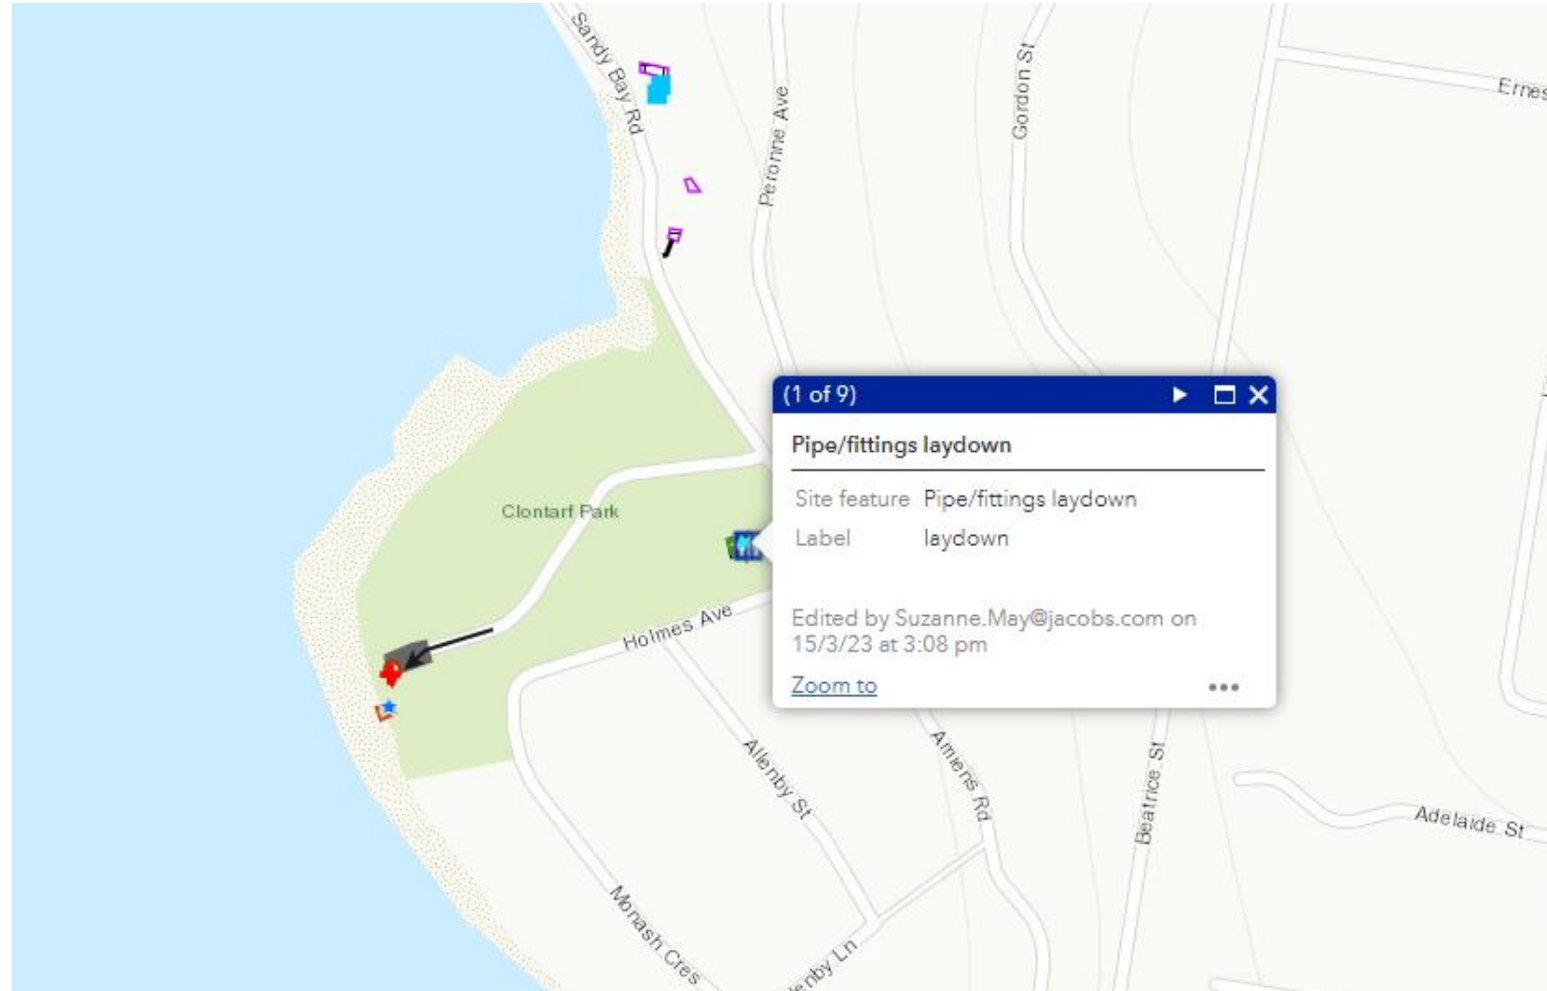 Sandy Bay Rd
Peronne Ave
Gordon St
Ernes
(1 of 9)
Pipe/fittings laydown
Site feature Pipe/fittings laydown
Label laydown
Edited by Suzanne.May@jacobs.com on
15/3/23 at 3:08 pm
Zoom to
Clontarf Park
Holmes Ave
Allenby St
Amiens Rd
Beatrice St
Adelaide St
Monash Cres
enby Ln